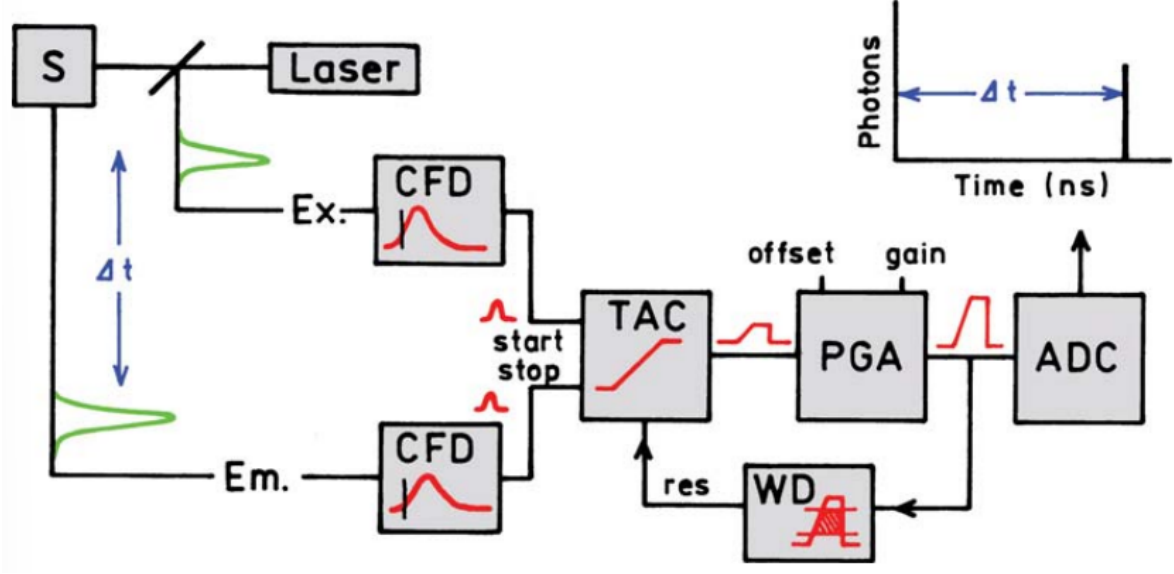 S
Laser
Photons
Δt
Time (ns)
CFD
Ex.
Δt
offset
gain
start
stop
TAC
PGA
ADC
CFD
Em.
res
WD